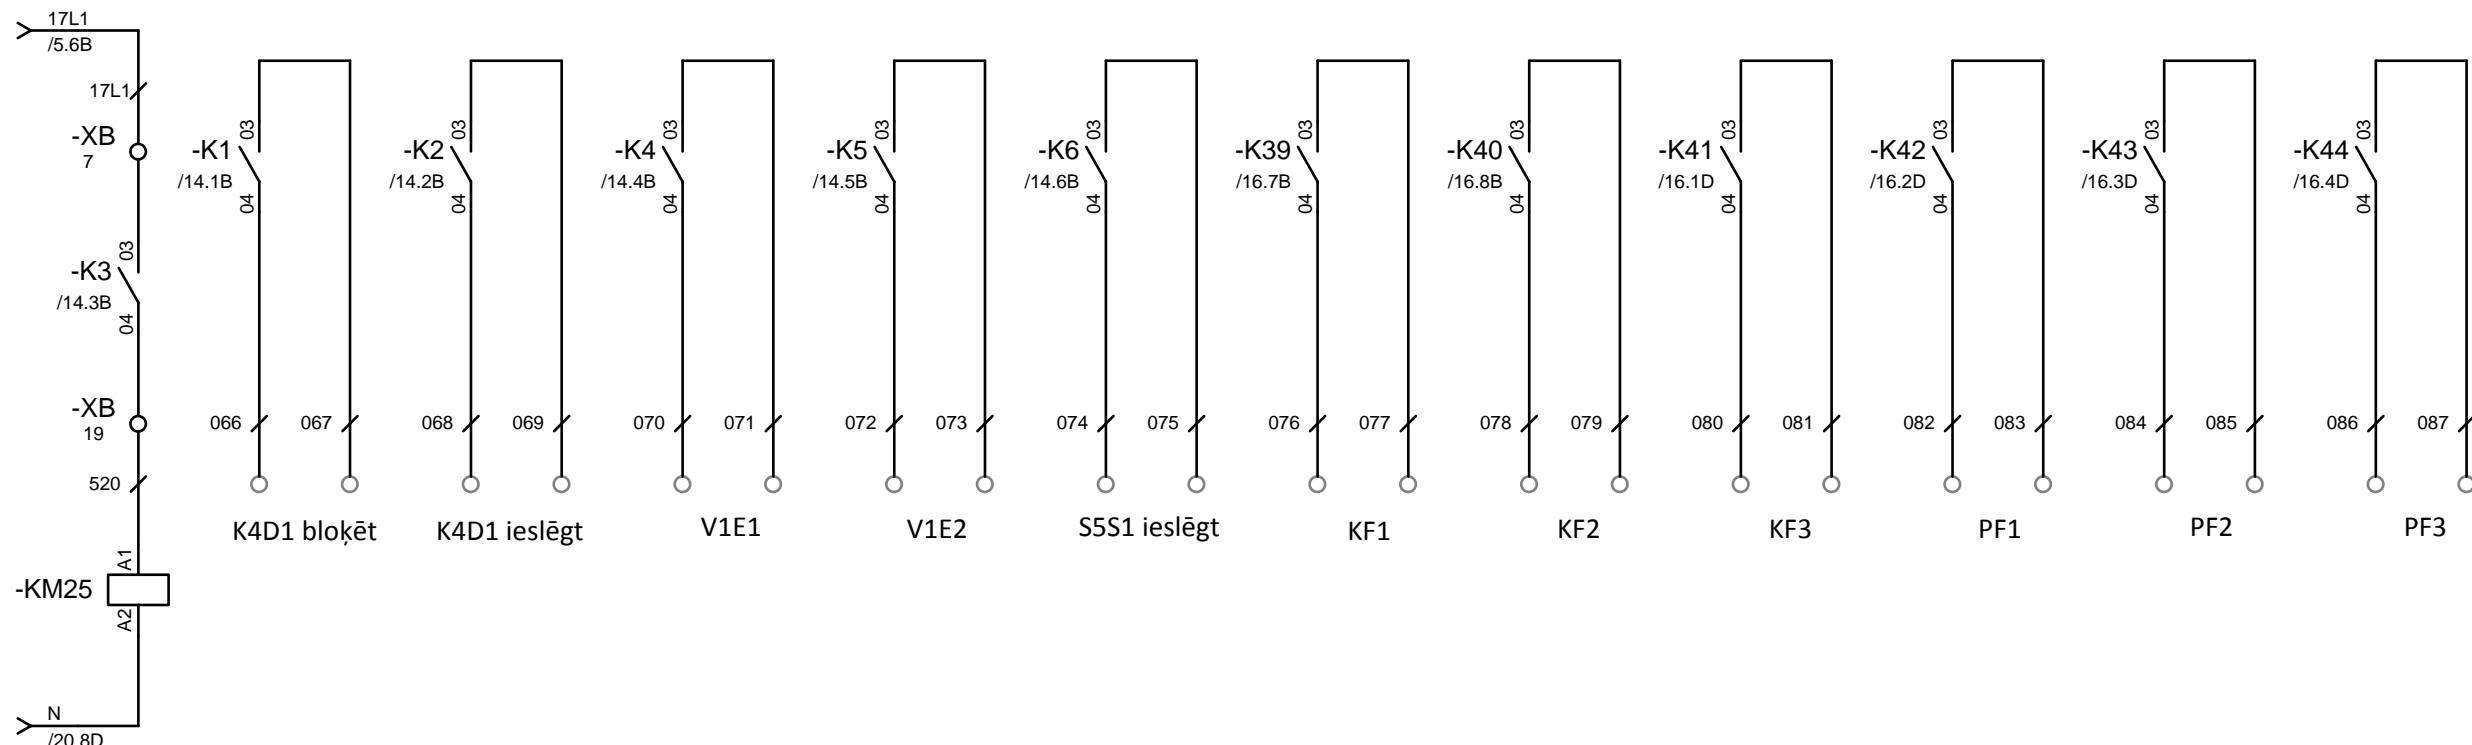 17L1
/5.6B
17L1
-XB
7
03
-K3
/14.3B
04
-XB
19
520
A1
-KM25
A2
N
/20.8D
03
-K1
/14.1B
04
066
067
K4D1 bloķēt
03
-K2
/14.2B
04
068
069
K4D1 ieslēgt
03
-K4
/14.4B
04
070
071
V1E1
03
-K5
/14.5B
04
072
073
V1E2
03
-K6
/14.6B
04
074
075
S5S1 ieslēgt
03
-K39
/16.7B
04
076
077
KF1
03
-K40
/16.8B
04
078
079
KF2
03
-K41
/16.1D
04
080
081
KF3
03
-K42
/16.2D
04
082
083
PF1
03
-K43
/16.3D
04
084
085
PF2
03
-K44
/16.4D
04
086
087
PF3